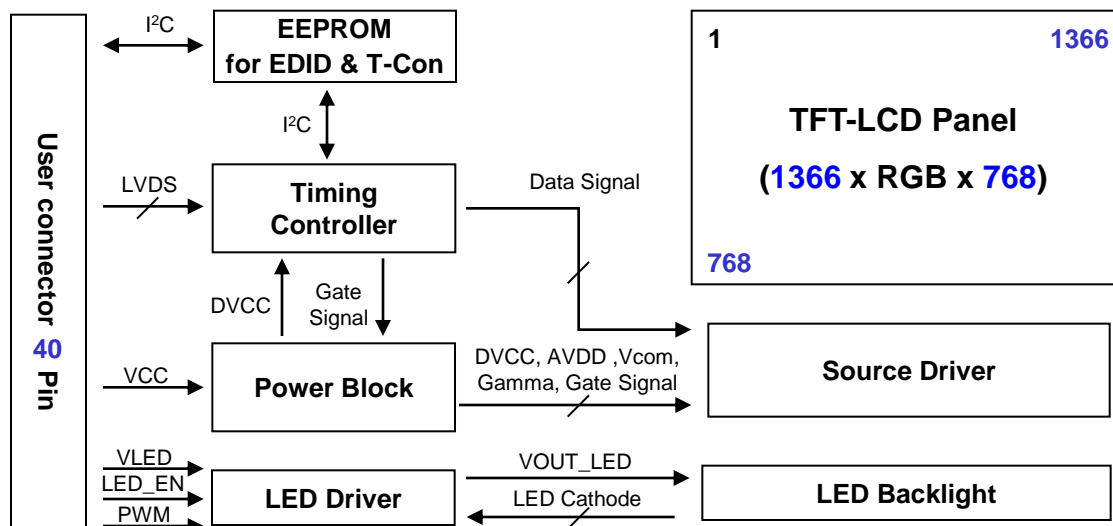 I²C
EEPROM
for EDID & T-Con
1
1366
TFT-LCD Panel
(1366 x RGB x 768)
768
I²C
User connector 40 Pin
LVDS
Timing
Controller
Data Signal
DVCC
Gate
Signal
VCC
Power Block
DVCC, AVDD ,Vcom,
Gamma, Gate Signal
Source Driver
VLED
LED_EN
PWM
LED Driver
VOUT_LED
LED Cathode
LED Backlight